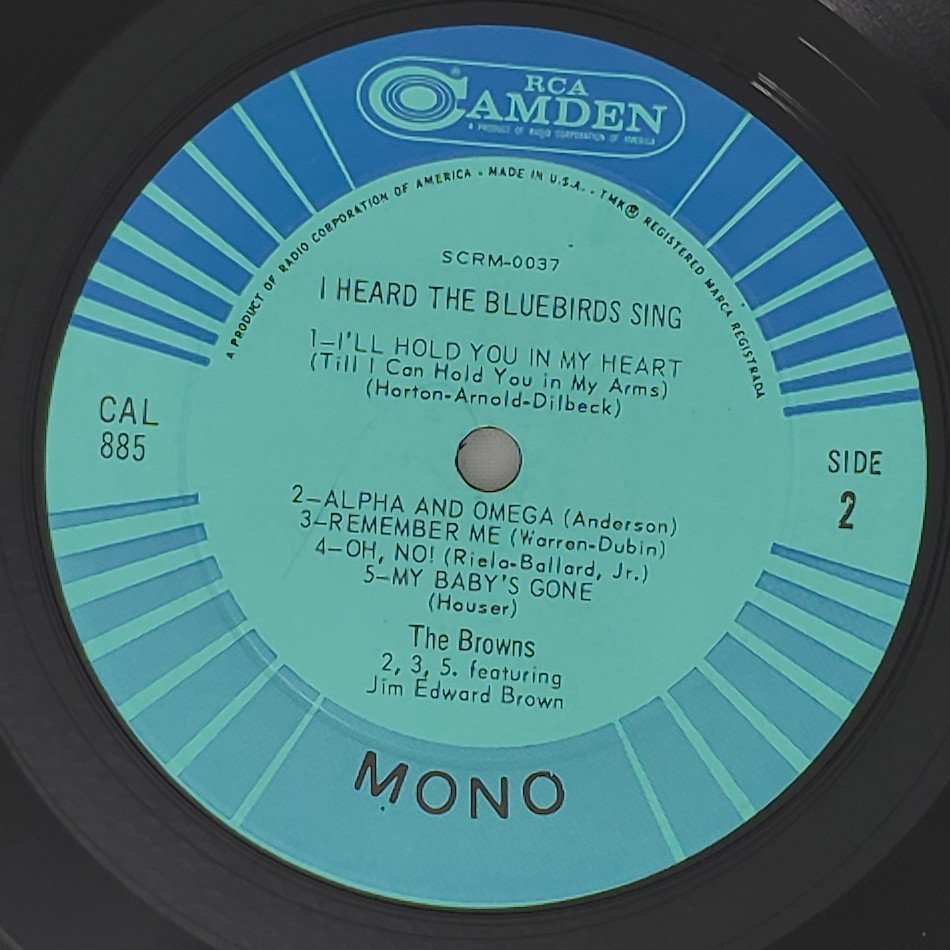 RCA
CAMDEN®
A PRODUCT OF RADIO CORPORATION OF AMERICA
A PRODUCT OF RADIO CORPORATION OF AMERICA - MADE IN U.S.A. - TMK® REGISTERED MARCA REGISTRADA
SCRM-0037
I HEARD THE BLUEBIRDS SING
1—I'LL HOLD YOU IN MY HEART
(Till I Can Hold You in My Arms)
(Horton-Arnold-Dilbeck)
CAL
885
SIDE
2
2—ALPHA AND OMEGA (Anderson)
3—REMEMBER ME (Warren-Dubin)
4—OH, NO! (Riela-Ballard, Jr.)
5—MY BABY'S GONE
(Houser)
The Browns
2, 3, 5. featuring
Jim Edward Brown
MONO